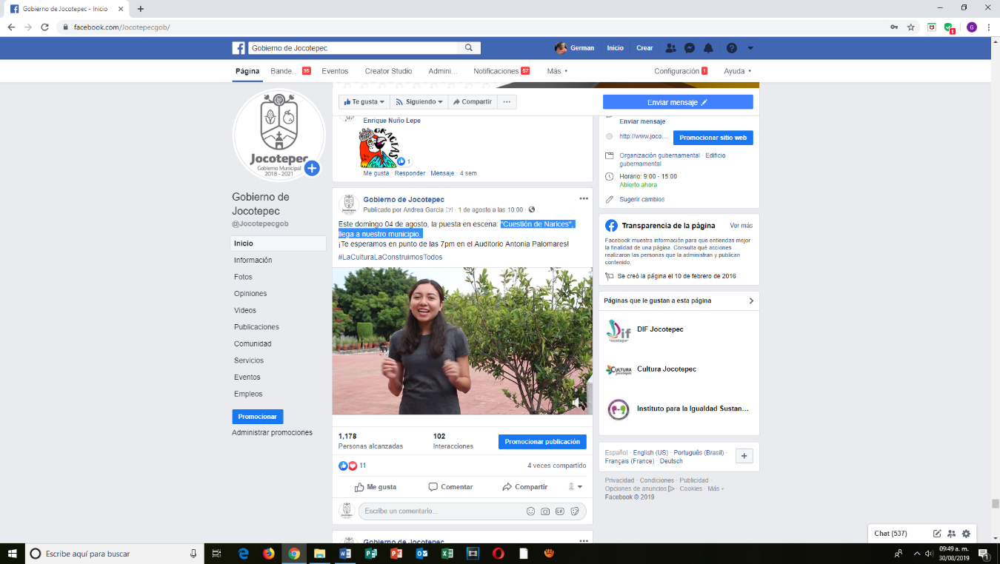 Gobierno de Jocotepec - Inicio
facebook.com/Jocotepecgob/
G
Gobierno de Jocotepec
German
Inicio
Crear
Página
Bande... 35
Eventos
Creator Studio
Admini...
Notificaciones 57
Más
Configuración 1
Ayuda
Jocotepec
Gobierno Municipal
2018 - 2021
Gobierno de
Jocotepec
@Jocotepecgob
Inicio
Información
Fotos
Opiniones
Videos
Publicaciones
Comunidad
Servicios
Eventos
Empleos
Promocionar
Administrar promociones
Te gusta
Siguiendo
Compartir
Enviar mensaje
Enrique Nuño Lepe
GRACIAS
1
Me gusta · Responder · Mensaje · 4 sem
Gobierno de Jocotepec
Publicado por Andrea Garcia [?] · 1 de agosto a las 10:00 ·
Este domingo 04 de agosto, la puesta en escena: "Cuestión de Narices",
llega a nuestro municipio.
¡Te esperamos en punto de las 7pm en el Auditorio Antonia Palomares!
#LaCulturaLaConstruimosTodos
1,178
Personas alcanzadas
102
Interacciones
Promocionar publicación
11
4 veces compartido
Me gusta
Comentar
Compartir
Escribe un comentario...
GIF
Gobierno de Jocotepec
Enviar mensaje
http://www.joco...
Promocionar sitio web
Organización gubernamental · Edificio
gubernamental
Horario: 9:00 - 15:00
Abierto ahora
Sugerir cambios
Transparencia de la página
Ver más
Facebook muestra información para que entiendas mejor
la finalidad de una página. Consulta qué acciones
realizaron las personas que la administran y publican
contenido.
Se creó la página el 10 de febrero de 2016
Páginas que le gustan a esta página
Dif
Jocotepec
DIF Jocotepec
CULTURA
Jocotepec
Cultura Jocotepec
Instituto para la Igualdad Sustan...
Español · English (US) · Português (Brasil) ·
Français (France) · Deutsch
Privacidad · Condiciones · Publicidad ·
Opciones de anuncios · Cookies · Más
Facebook © 2019
Chat (537)
Escribe aquí para buscar
09:49 a. m.
30/08/2019
1